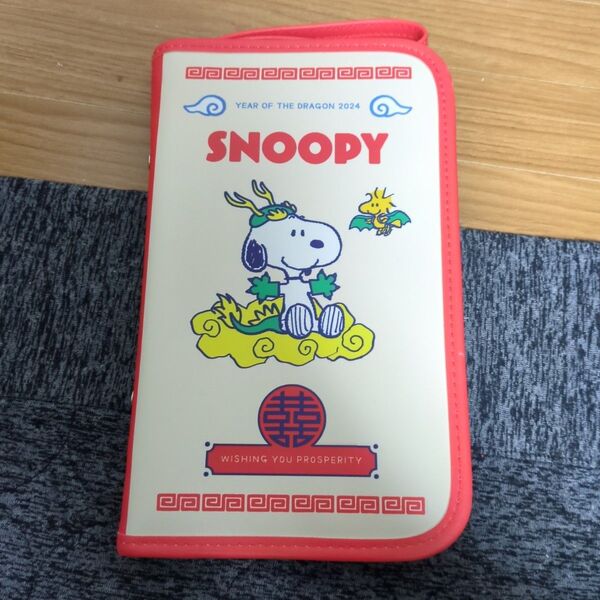 YEAR OF THE DRAGON 2024
SNOOPY
囍
WISHING YOU PROSPERITY